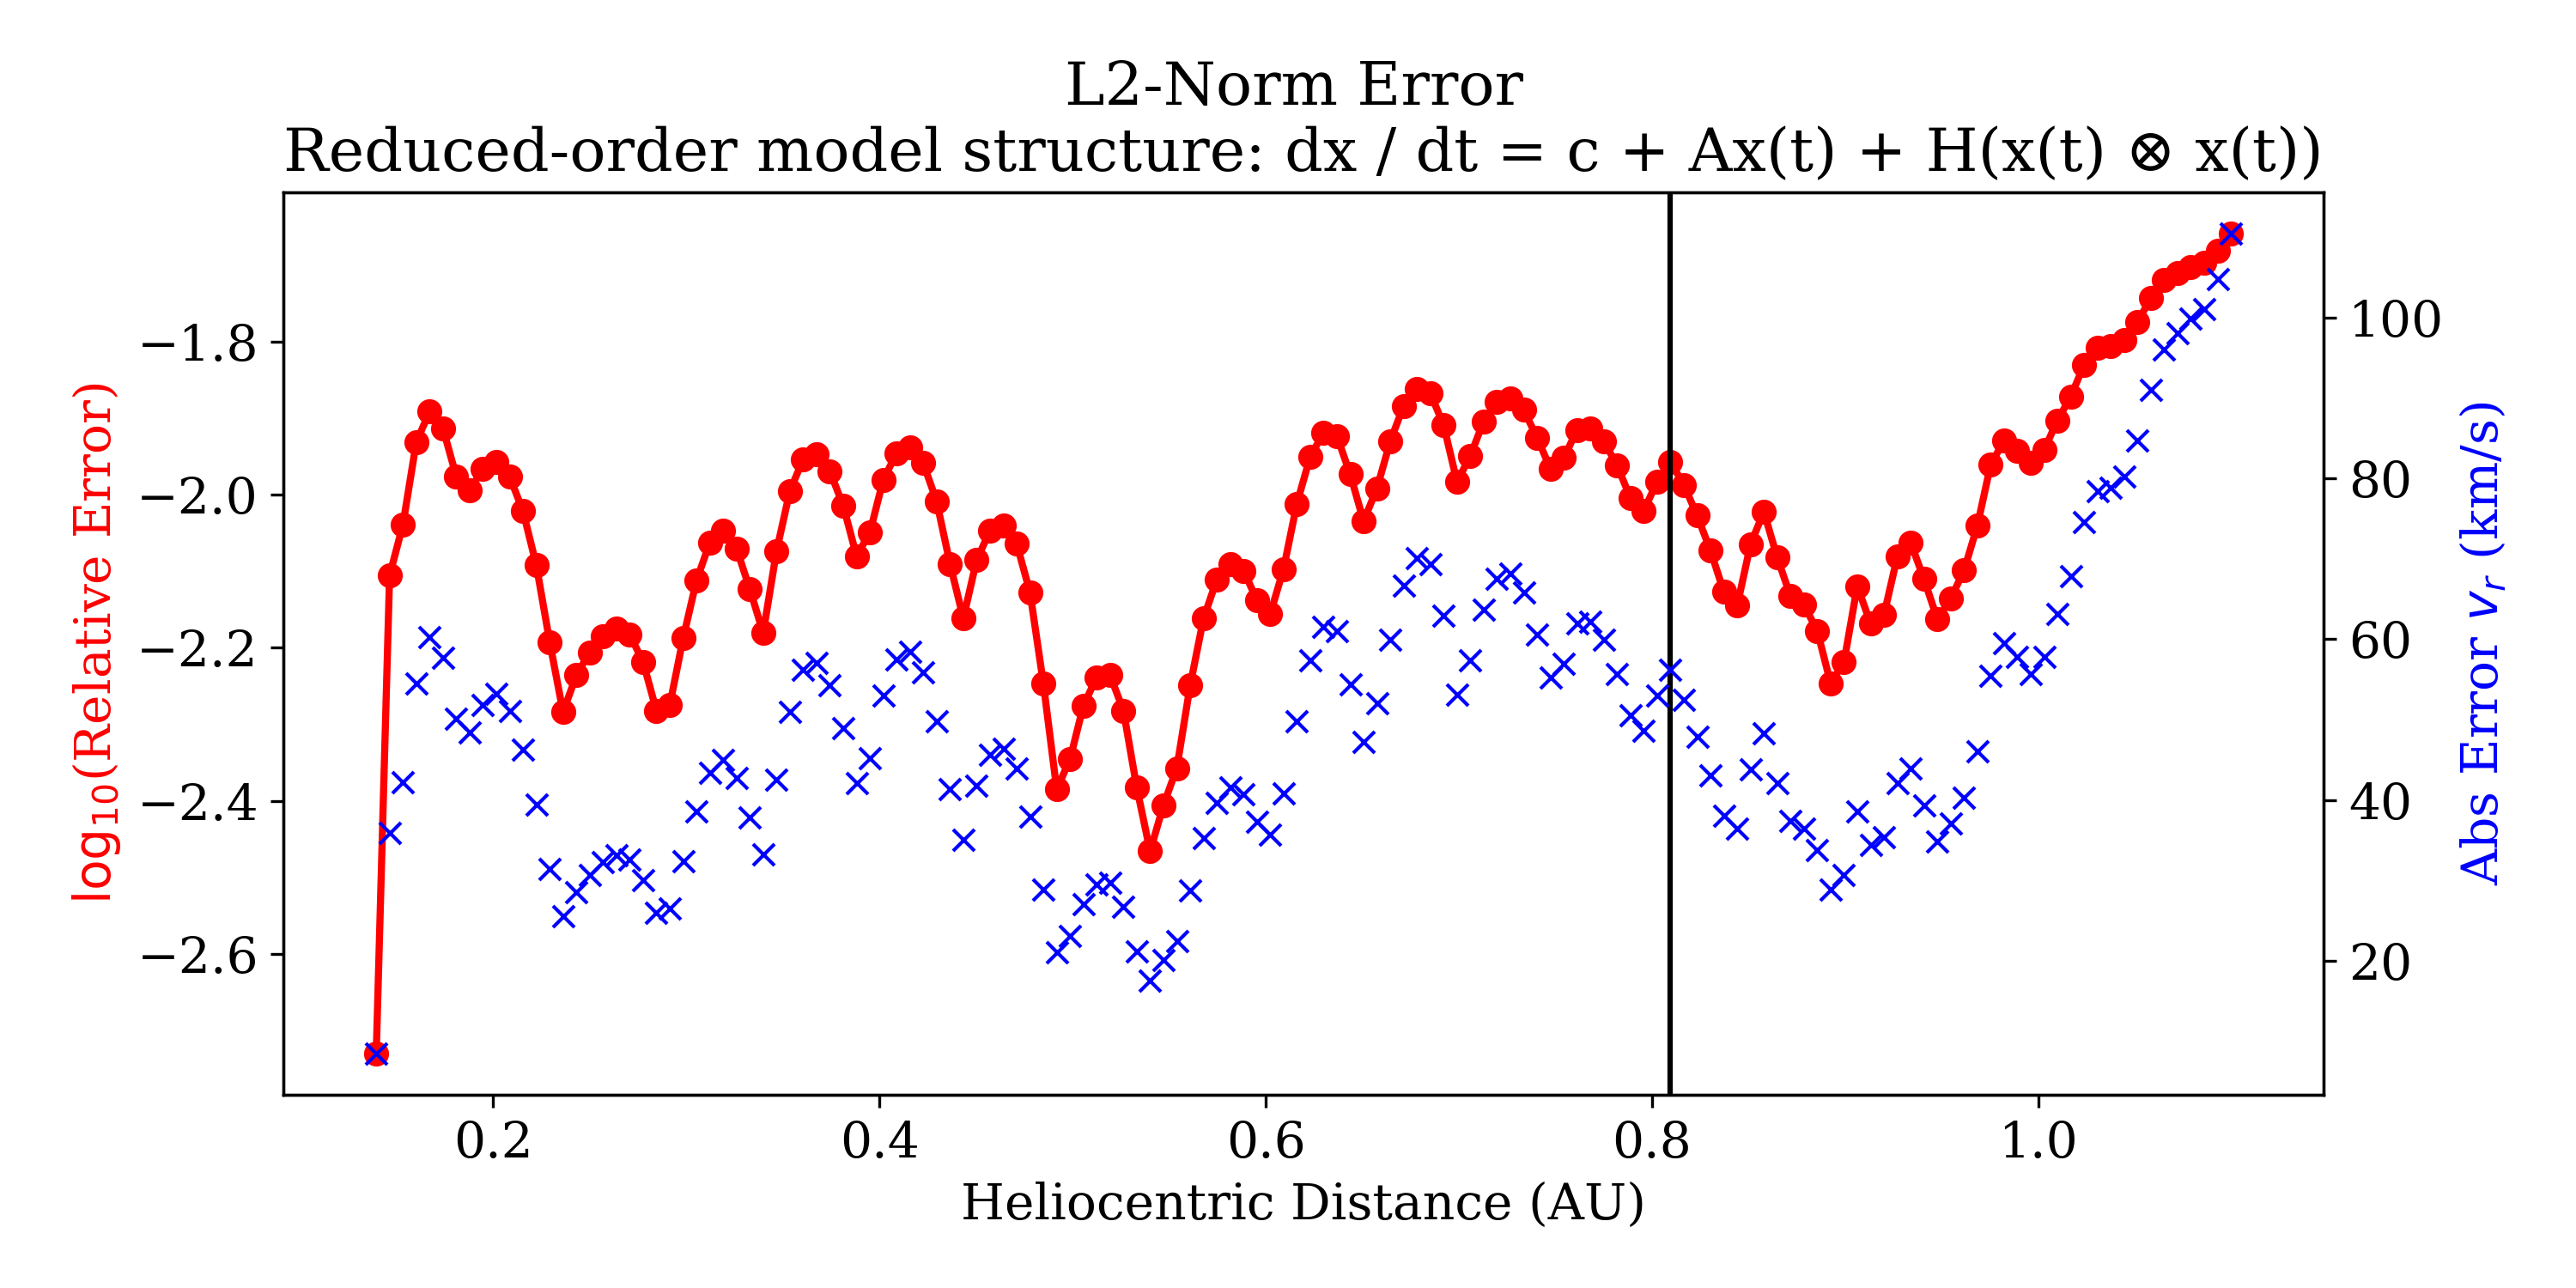 L2-Norm Error
Reduced-order model structure: dx / dt = c + Ax(t) + H(x(t) ⊗ x(t))
log₁₀(Relative Error)
−1.8
−2.0
−2.2
−2.4
−2.6
100
80
60
40
20
Abs Error vᵣ (km/s)
0.2 0.4 0.6 0.8 1.0
Heliocentric Distance (AU)